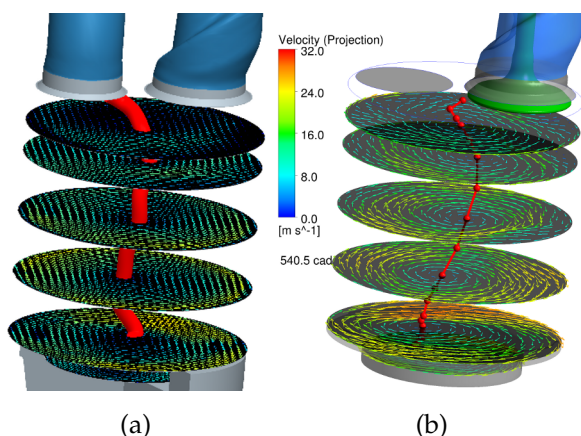 Velocity (Projection)
32.0
24.0
16.0
8.0
0.0
[m s^-1]
540.5 cad
(a)
(b)